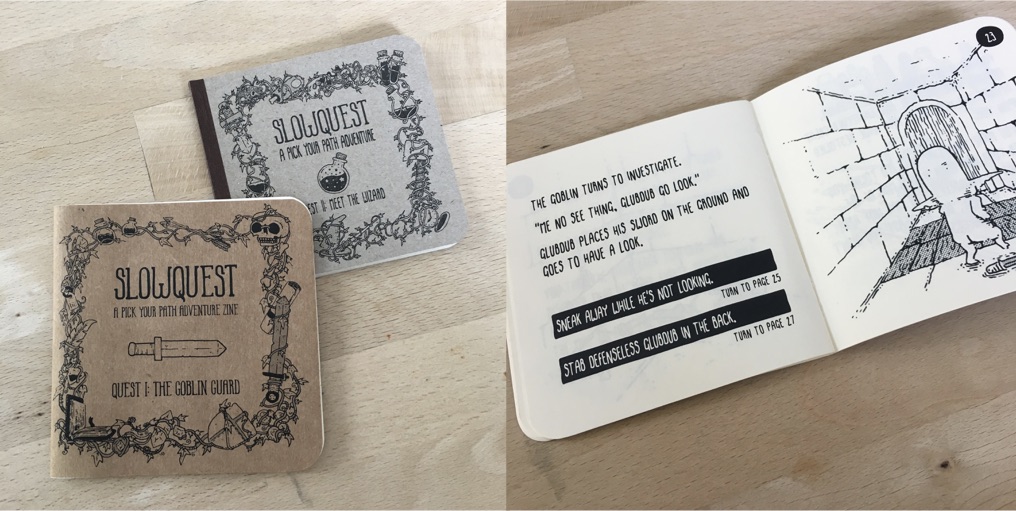 SLOWQUEST
A PICK YOUR PATH ADVENTURE
EST 1: MEET THE WIZARD
SLOWQUEST
A PICK YOUR PATH ADVENTURE ZINE
QUEST 1: THE GOBLIN GUARD
THE GOBLIN TURNS TO INVESTIGATE.
"ME NO SEE THING, GLUBDUB GO LOOK."
GLUBDUB PLACES HIS SWORD ON THE GROUND AND
GOES TO HAVE A LOOK.
SNEAK AWAY WHILE HE'S NOT LOOKING.
TURN TO PAGE 25
STAB DEFENSELESS GLUBDUB IN THE BACK.
TURN TO PAGE 27
23